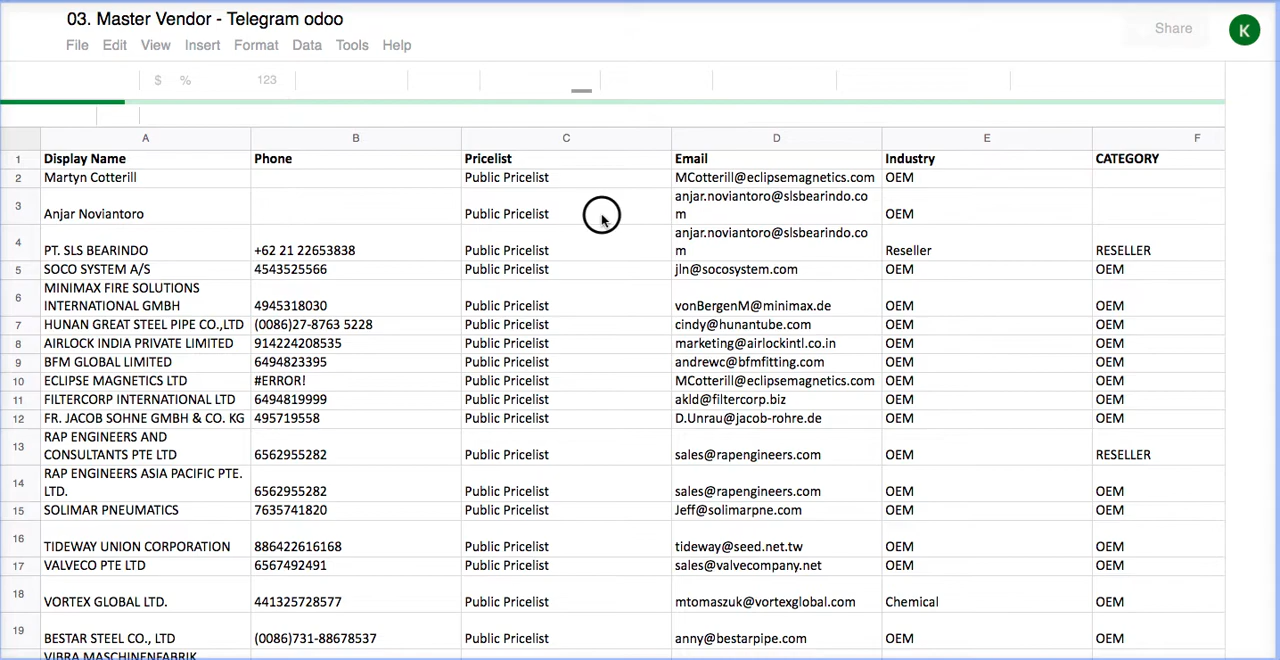 03. Master Vendor - Telegram odoo
File Edit View Insert Format Data Tools Help
Share
K
$ % 123
A B C D E F
1 Display Name Phone Pricelist Email Industry CATEGORY
2 Martyn Cotterill Public Pricelist MCotterill@eclipsemagnetics.com OEM
anjar.noviantoro@slsbearindo.co
3 Anjar Noviantoro Public Pricelist m OEM
anjar.noviantoro@slsbearindo.co
4 PT. SLS BEARINDO +62 21 22653838 Public Pricelist m Reseller RESELLER
5 SOCO SYSTEM A/S 4543525566 Public Pricelist jln@socosystem.com OEM OEM
MINIMAX FIRE SOLUTIONS
6 INTERNATIONAL GMBH 4945318030 Public Pricelist vonBergenM@minimax.de OEM OEM
7 HUNAN GREAT STEEL PIPE CO.,LTD (0086)27-8763 5228 Public Pricelist cindy@hunantube.com OEM OEM
8 AIRLOCK INDIA PRIVATE LIMITED 914224208535 Public Pricelist marketing@airlockintl.co.in OEM OEM
9 BFM GLOBAL LIMITED 6494823395 Public Pricelist andrewc@bfmfitting.com OEM OEM
10 ECLIPSE MAGNETICS LTD #ERROR! Public Pricelist MCotterill@eclipsemagnetics.com OEM OEM
11 FILTERCORP INTERNATIONAL LTD 6494819999 Public Pricelist akld@filtercorp.biz OEM OEM
12 FR. JACOB SOHNE GMBH & CO. KG 495719558 Public Pricelist D.Unrau@jacob-rohre.de OEM OEM
RAP ENGINEERS AND
13 CONSULTANTS PTE LTD 6562955282 Public Pricelist sales@rapengineers.com OEM RESELLER
RAP ENGINEERS ASIA PACIFIC PTE.
14 LTD. 6562955282 Public Pricelist sales@rapengineers.com OEM OEM
15 SOLIMAR PNEUMATICS 7635741820 Public Pricelist Jeff@solimarpne.com OEM OEM
16 TIDEWAY UNION CORPORATION 886422616168 Public Pricelist tideway@seed.net.tw OEM OEM
17 VALVECO PTE LTD 6567492491 Public Pricelist sales@valvecompany.net OEM OEM
18 VORTEX GLOBAL LTD. 441325728577 Public Pricelist mtomaszuk@vortexglobal.com Chemical OEM
19 BESTAR STEEL CO., LTD (0086)731-88678537 Public Pricelist anny@bestarpipe.com OEM OEM
VIBRA MASCHINENFABRIK